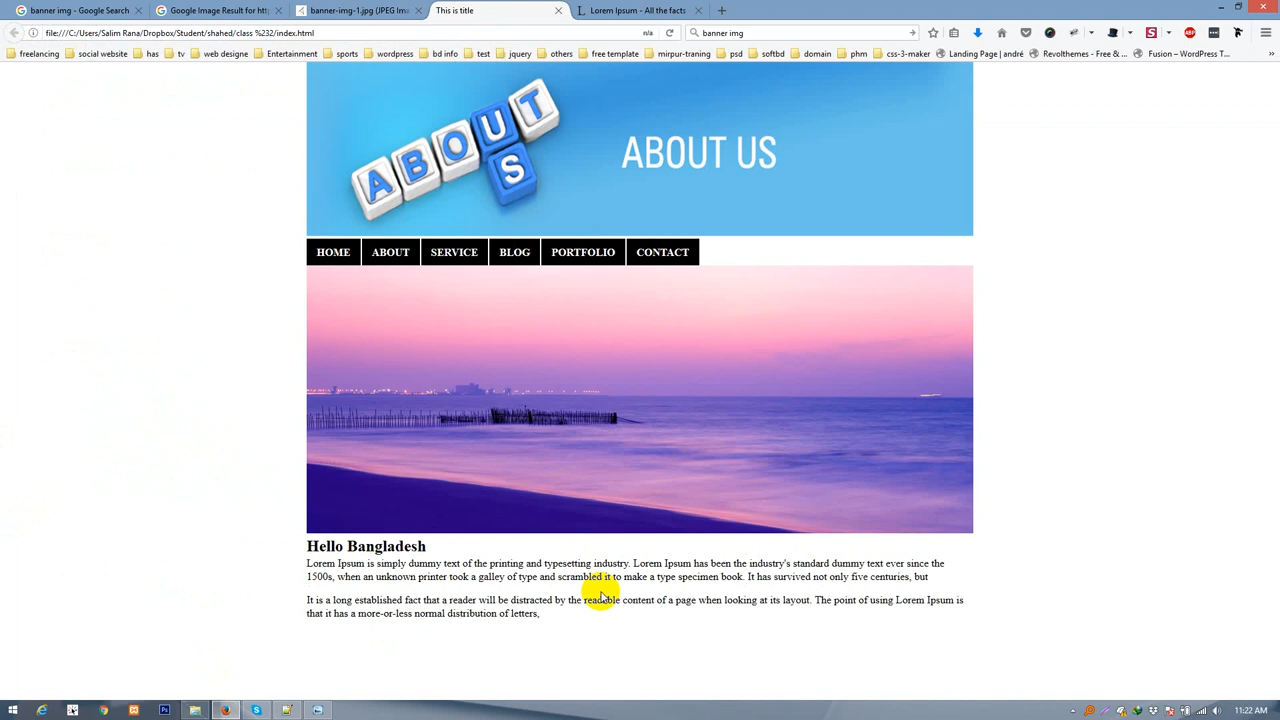 banner img - Google Search
Google Image Result for htt
banner-img-1.jpg (JPEG Ima
This is title
Lorem Ipsum - All the facts
file:///C:/Users/Salim Rana/Dropbox/Student/shahed/class %232/index.html
n/a
banner img
freelancing
social website
has
tv
web designe
Entertainment
sports
wordpress
bd info
test
jquery
others
free template
mirpur-traning
psd
softbd
domain
phm
css-3-maker
Landing Page | andré
Revolthemes - Free &...
Fusion – WordPress T...
ABOUT
US
ABOUT US
HOME
ABOUT
SERVICE
BLOG
PORTFOLIO
CONTACT
Hello Bangladesh
Lorem Ipsum is simply dummy text of the printing and typesetting industry. Lorem Ipsum has been the industry's standard dummy text ever since the
1500s, when an unknown printer took a galley of type and scrambled it to make a type specimen book. It has survived not only five centuries, but
It is a long established fact that a reader will be distracted by the readable content of a page when looking at its layout. The point of using Lorem Ipsum is
that it has a more-or-less normal distribution of letters,
11:22 AM